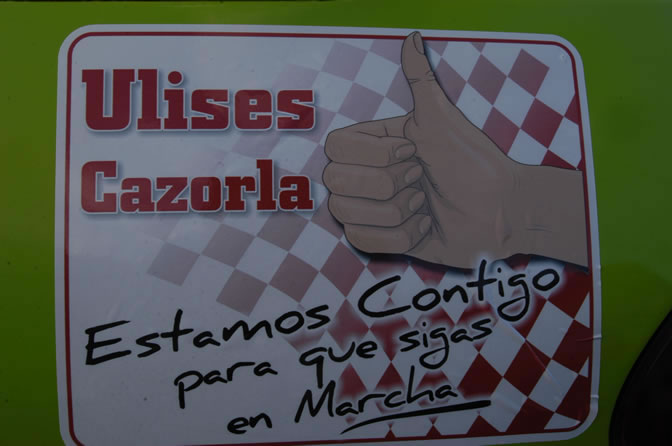 Ulises
Cazorla
Estamos Contigo
para que sigas
en Marcha